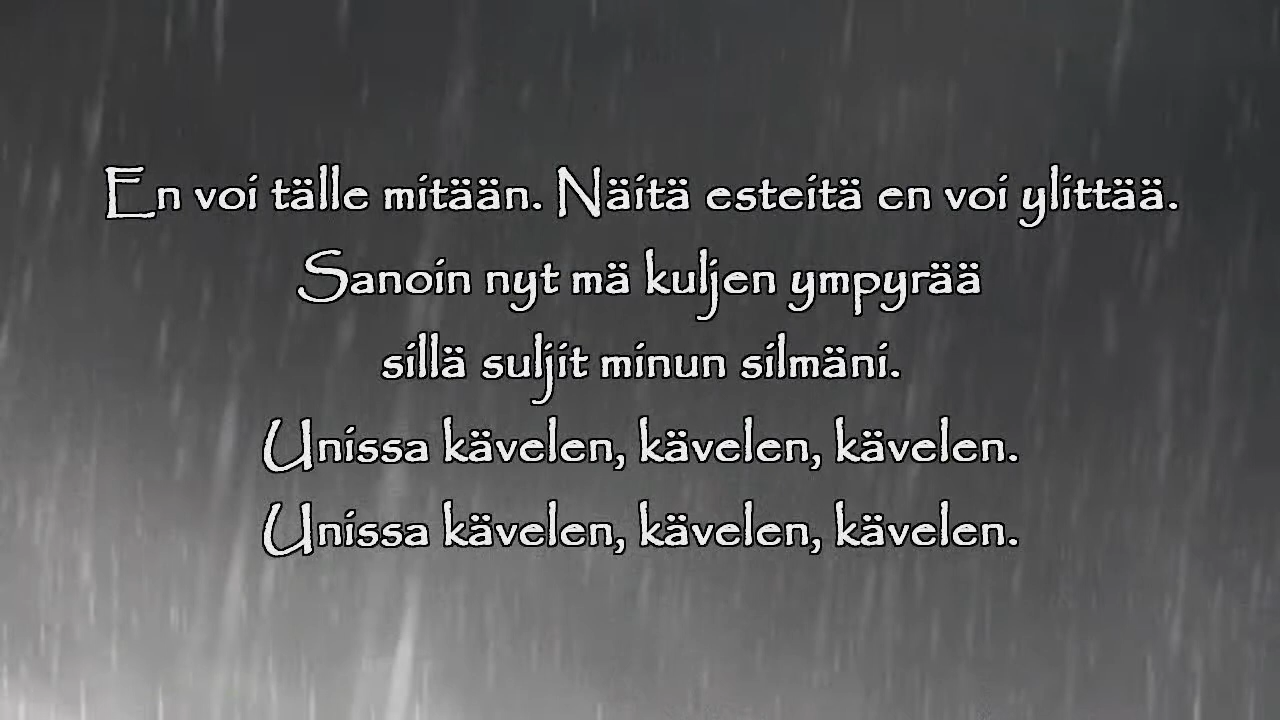 En voi tälle mitään. Näitä esteitä en voi ylittää.
Sanoin nyt mä kuljen ympyrää
sillä suljit minun silmäni.
Unissa kävelen, kävelen, kävelen.
Unissa kävelen, kävelen, kävelen.